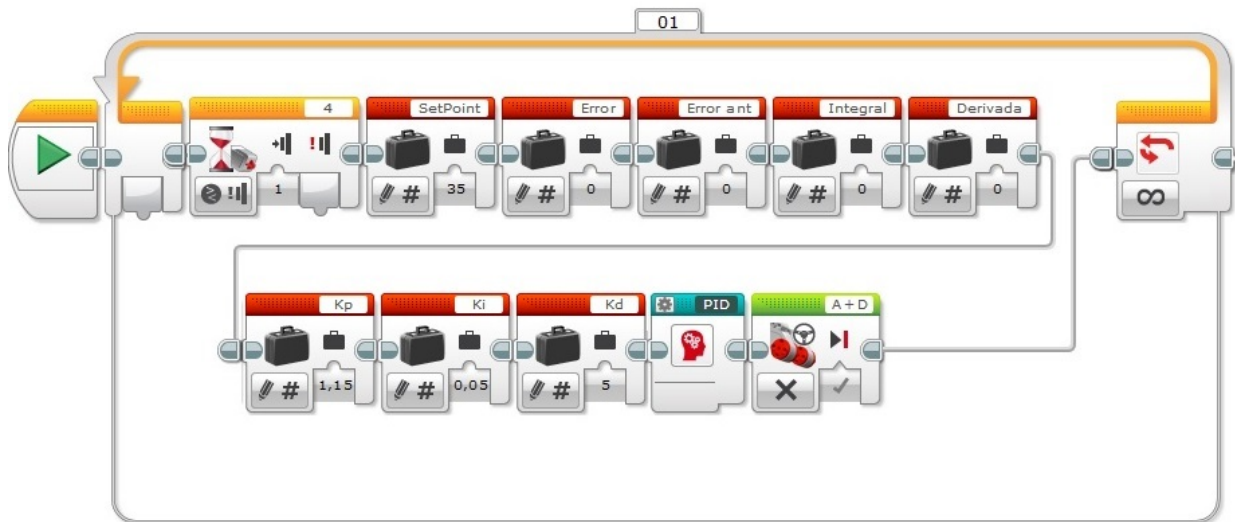 01
4 SetPoint Error Error ant Integral Derivada
# # # # #
1 35 0 0 0 0
∞
Kp Ki Kd PID A+D
# # #
1,15 0,05 5